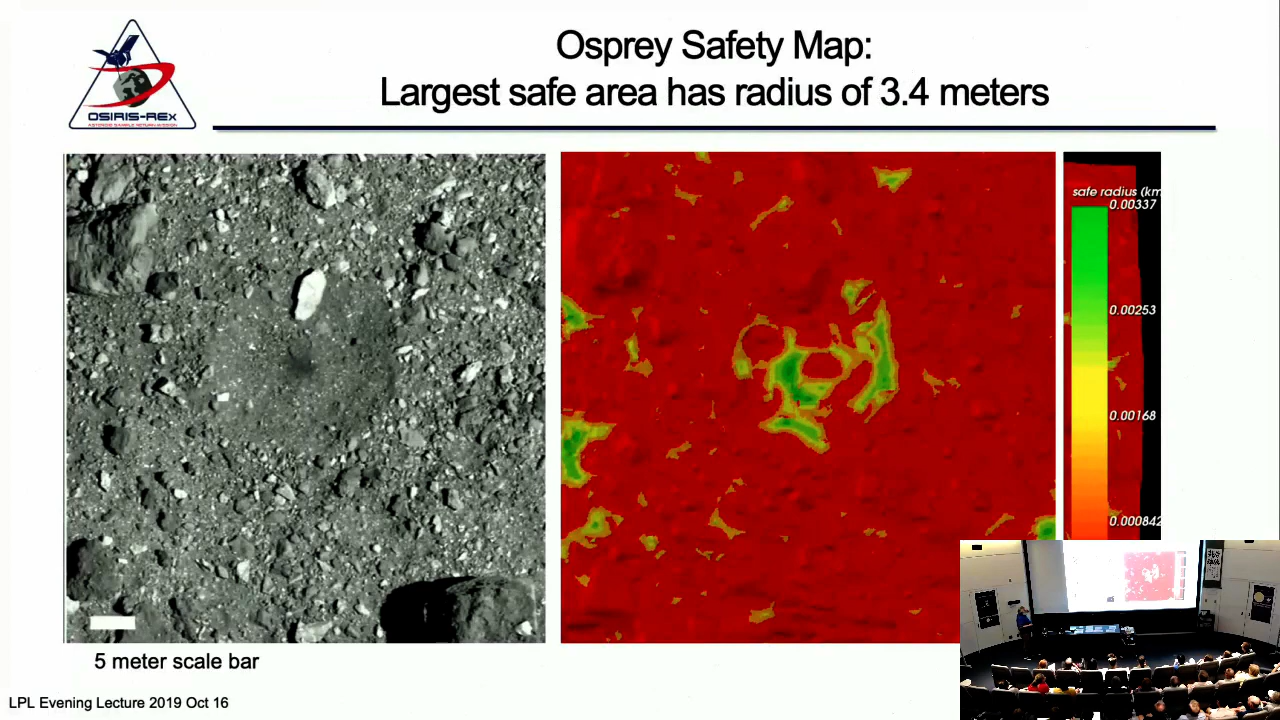 Osprey Safety Map:
Largest safe area has radius of 3.4 meters
OSIRIS-REx
ASTEROID SAMPLE RETURN MISSION
safe radius (km
0.00337
0.00253
0.00168
0.000842
5 meter scale bar
LPL Evening Lecture 2019 Oct 16